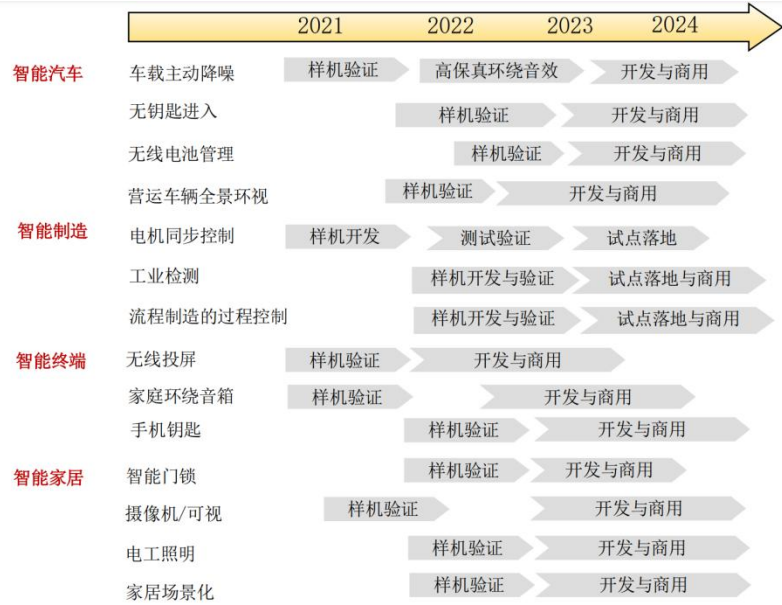 2021 2022 2023 2024
智能汽车 车载主动降噪 样机验证 高保真环绕音效 开发与商用
无钥匙进入 样机验证 开发与商用
无线电池管理 样机验证 开发与商用
营运车辆全景环视 样机验证 开发与商用
智能制造 电机同步控制 样机开发 测试验证 试点落地
工业检测 样机开发与验证 试点落地与商用
流程制造的过程控制 样机开发与验证 试点落地与商用
智能终端 无线投屏 样机验证 开发与商用
家庭环绕音箱 样机验证 开发与商用
手机钥匙 样机验证 开发与商用
智能家居 智能门锁 样机验证 开发与商用
摄像机/可视 样机验证 开发与商用
电工照明 样机验证 开发与商用
家居场景化 样机验证 开发与商用